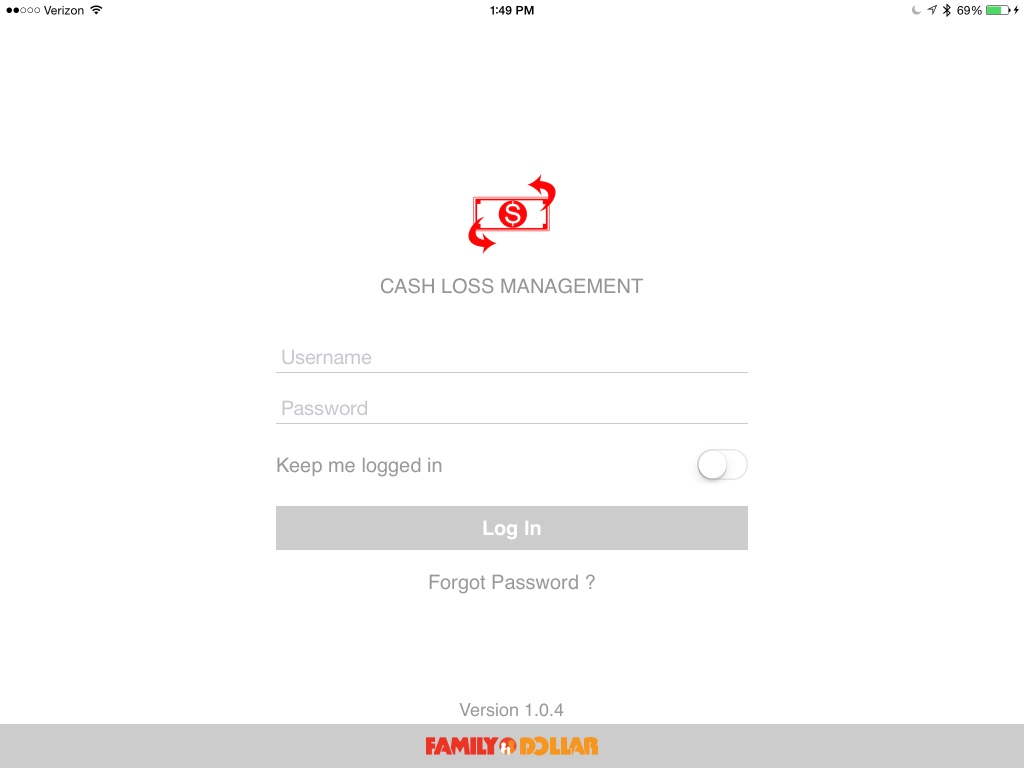 Verizon 1:49 PM 69%
$
CASH LOSS MANAGEMENT
Username
Password
Keep me logged in
Log In
Forgot Password ?
Version 1.0.4
FAMILY DOLLAR